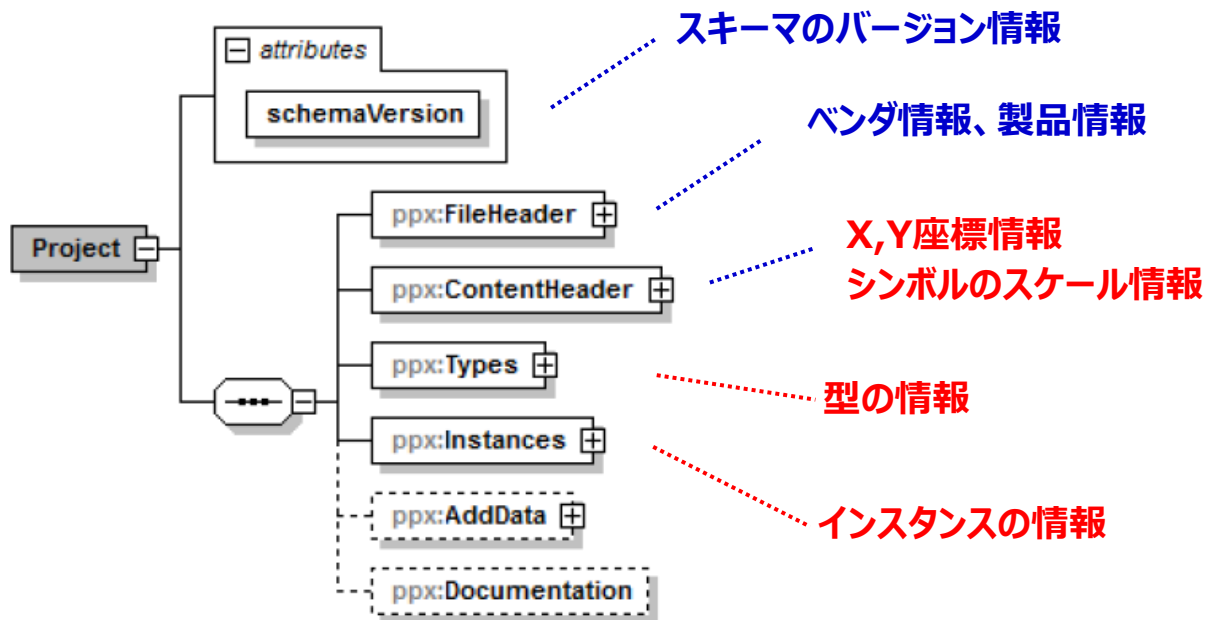 スキーマのバージョン情報
attributes
schemaVersion
ベンダ情報、製品情報
ppx:FileHeader
Project
X,Y座標情報
シンボルのスケール情報
ppx:ContentHeader
ppx:Types
型の情報
ppx:Instances
インスタンスの情報
ppx:AddData
ppx:Documentation